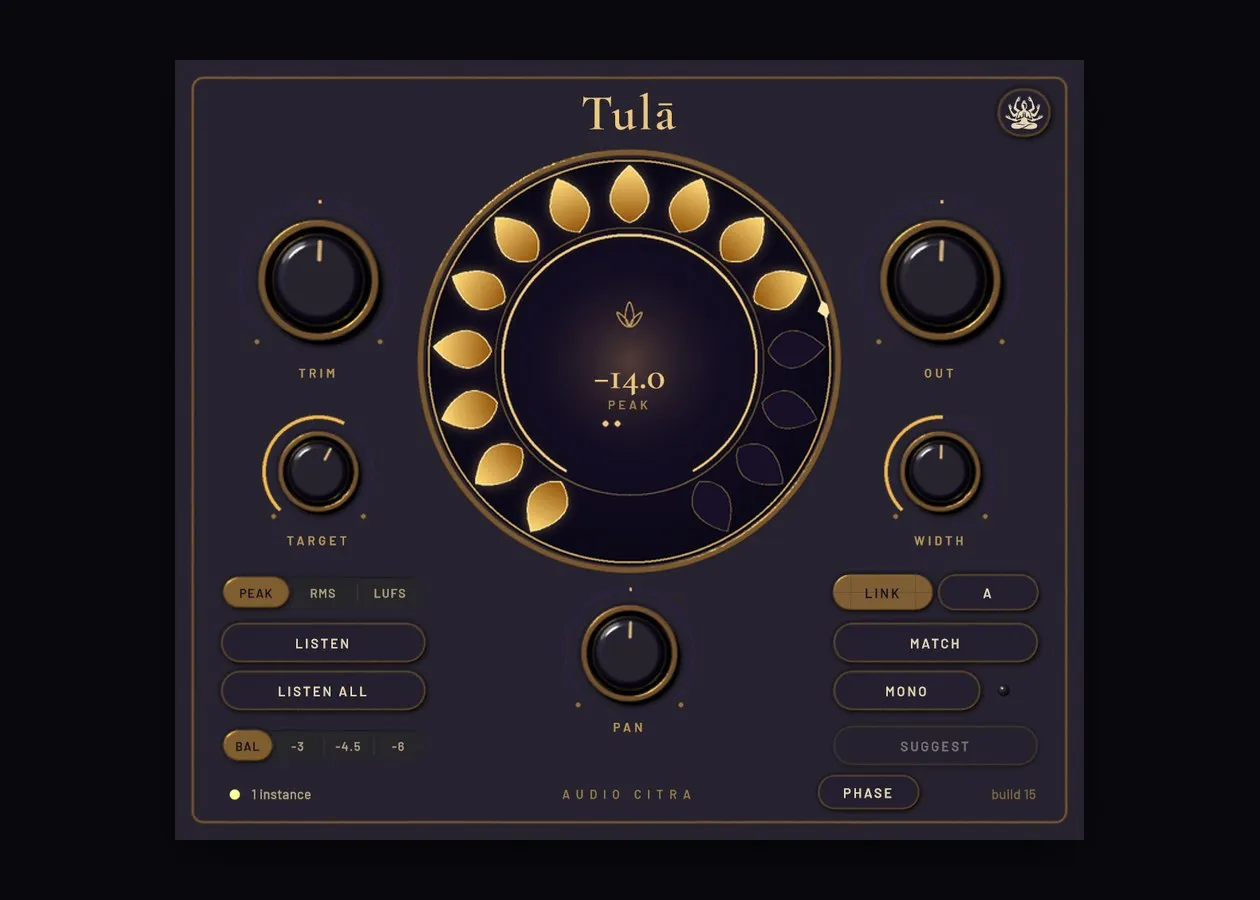 Tulā
TRIM
OUT
−14.0
PEAK
TARGET
WIDTH
PEAK RMS LUFS
LINK A
LISTEN
MATCH
LISTEN ALL
MONO
PAN
BAL -3 -4.5 -6
SUGGEST
1 instance
AUDIO CITRA
PHASE
build 15